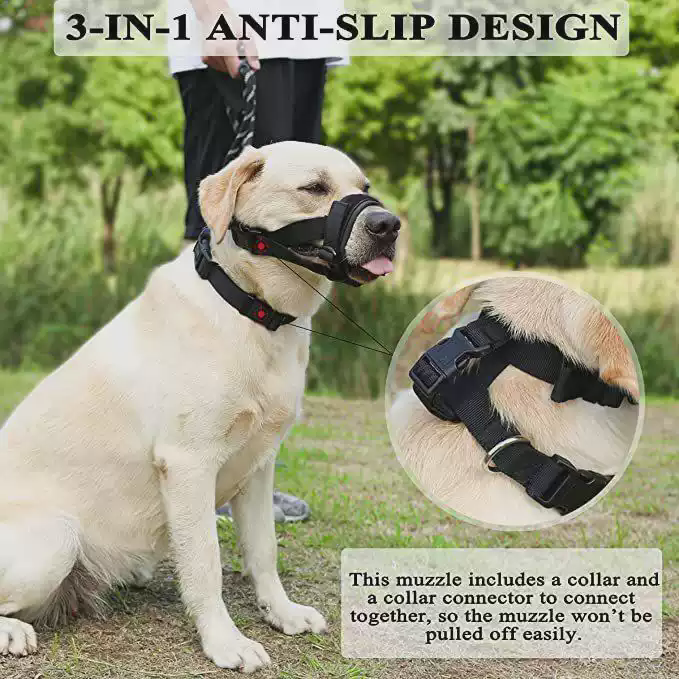 3-IN-1 ANTI-SLIP DESIGN
This muzzle includes a collar and
a collar connector to connect
together, so the muzzle won't be
pulled off easily.